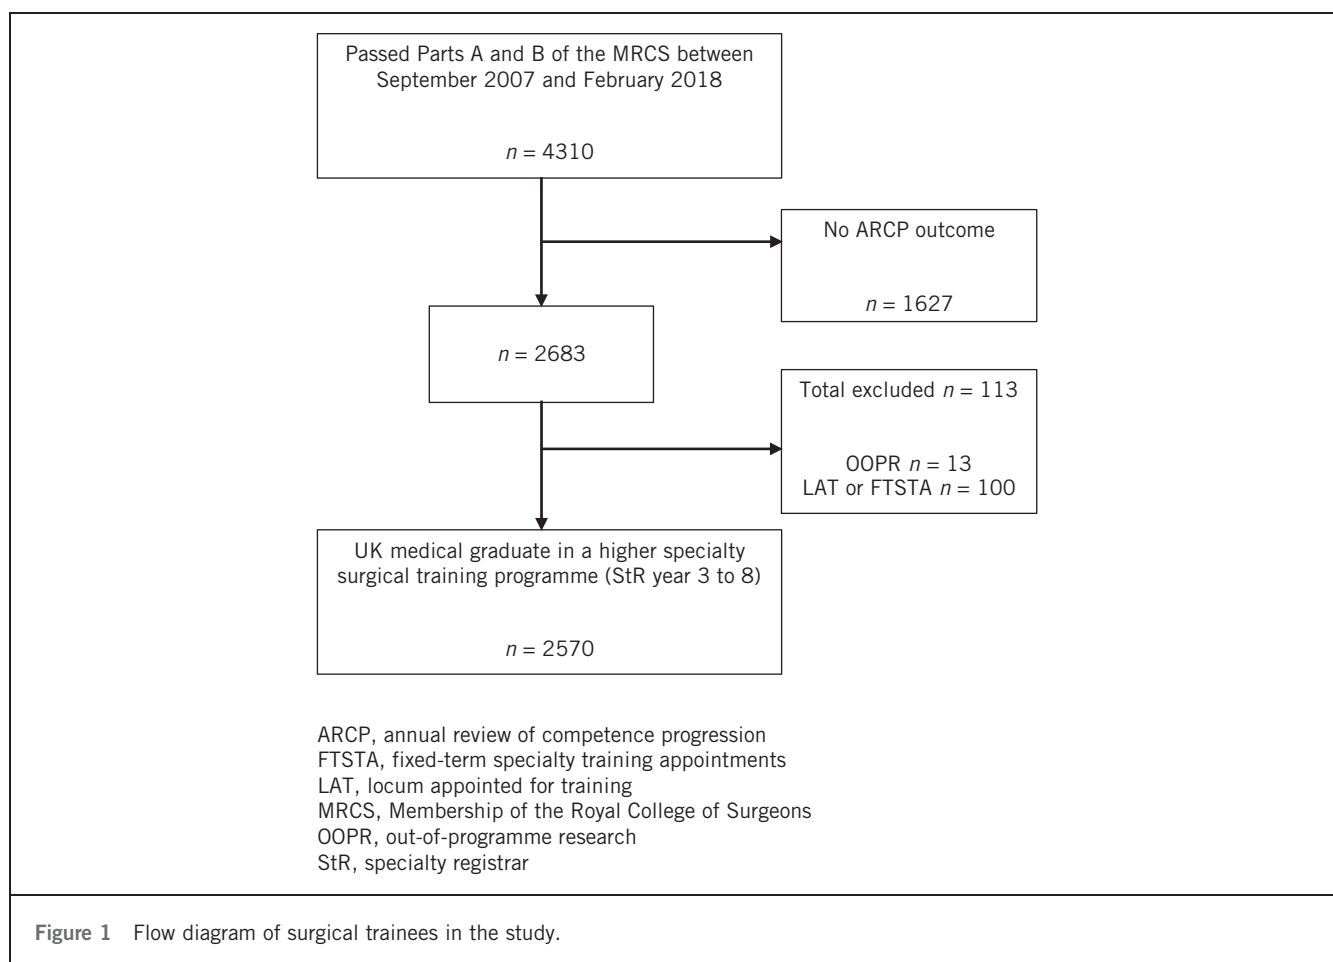 Passed Parts A and B of the MRCS between
September 2007 and February 2018
n = 4310
No ARCP outcome
n = 1627
n = 2683
Total excluded n = 113
OOPR n = 13
LAT or FTSTA n = 100
UK medical graduate in a higher specialty
surgical training programme (StR year 3 to 8)
n = 2570
ARCP, annual review of competence progression
FTSTA, fixed-term specialty training appointments
LAT, locum appointed for training
MRCS, Membership of the Royal College of Surgeons
OOPR, out-of-programme research
StR, specialty registrar
Figure 1 Flow diagram of surgical trainees in the study.